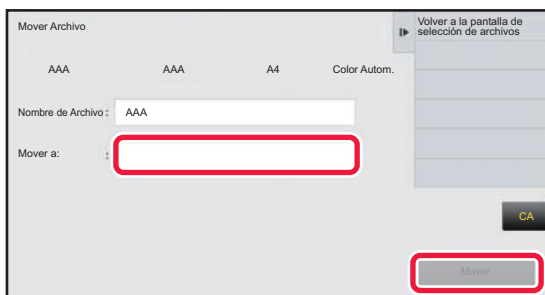 Mover Archivo
Volver a la pantalla de
selección de archivos
AAA AAA A4 Color Autom.
Nombre de Archivo : AAA
Mover a: :
CA
Mover